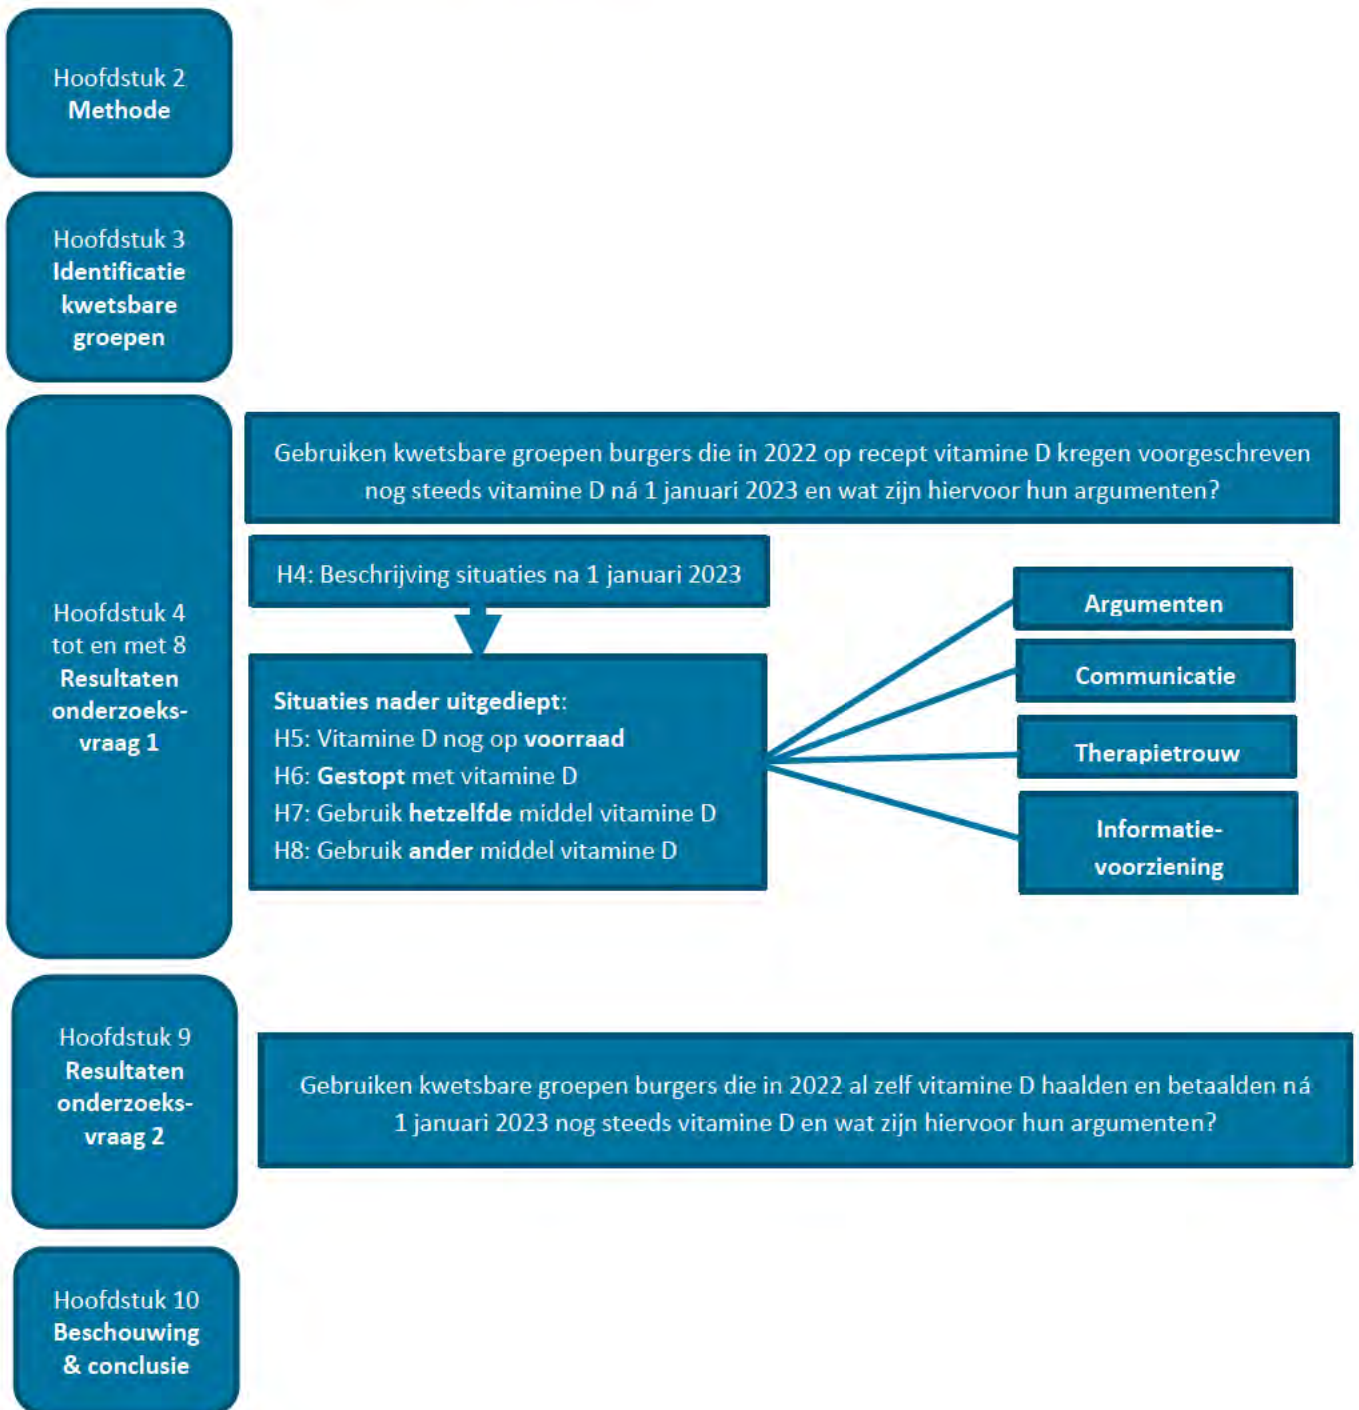 Hoofdstuk 2
Methode
Hoofdstuk 3
Identificatie
kwetsbare
groepen
Hoofdstuk 4
tot en met 8
Resultaten
onderzoeks-
vraag 1
Gebruiken kwetsbare groepen burgers die in 2022 op recept vitamine D kregen voorgeschreven
nog steeds vitamine D ná 1 januari 2023 en wat zijn hiervoor hun argumenten?
H4: Beschrijving situaties na 1 januari 2023
Situaties nader uitgediept:
H5: Vitamine D nog op voorraad
H6: Gestopt met vitamine D
H7: Gebruik hetzelfde middel vitamine D
H8: Gebruik ander middel vitamine D
Argumenten
Communicatie
Therapietrouw
Informatie-
voorziening
Hoofdstuk 9
Resultaten
onderzoeks-
vraag 2
Gebruiken kwetsbare groepen burgers die in 2022 al zelf vitamine D haalden en betaalden ná
1 januari 2023 nog steeds vitamine D en wat zijn hiervoor hun argumenten?
Hoofdstuk 10
Beschouwing
& conclusie